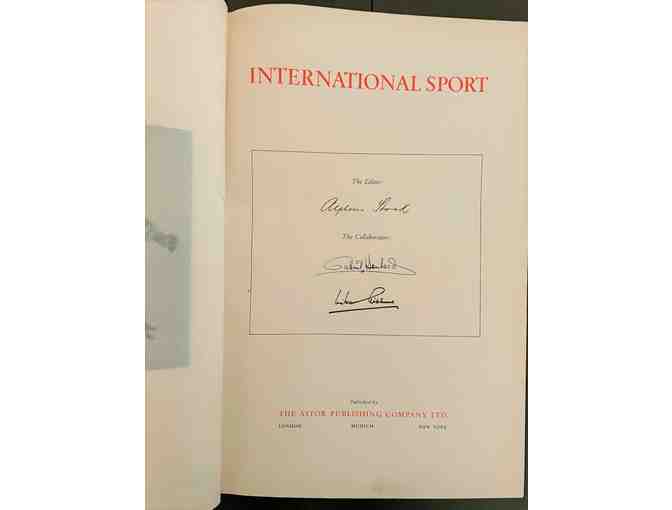 INTERNATIONAL SPORT
The Editor:
The Collaborators:
Published by
THE ASTOR PUBLISHING COMPANY LTD.
LONDON MUNICH NEW YORK